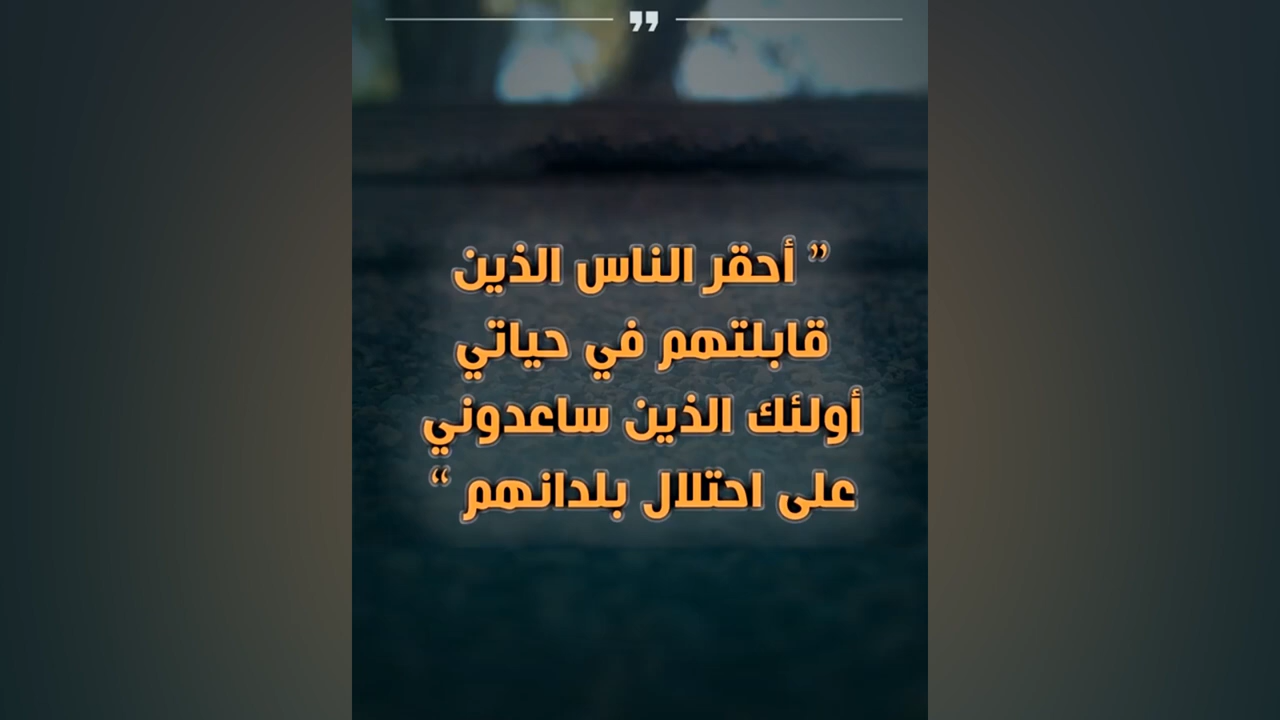 ”
” أحقر الناس الذين
قابلتهم في حياتي
أولئك الذين ساعدوني
على احتلال بلدانهم “